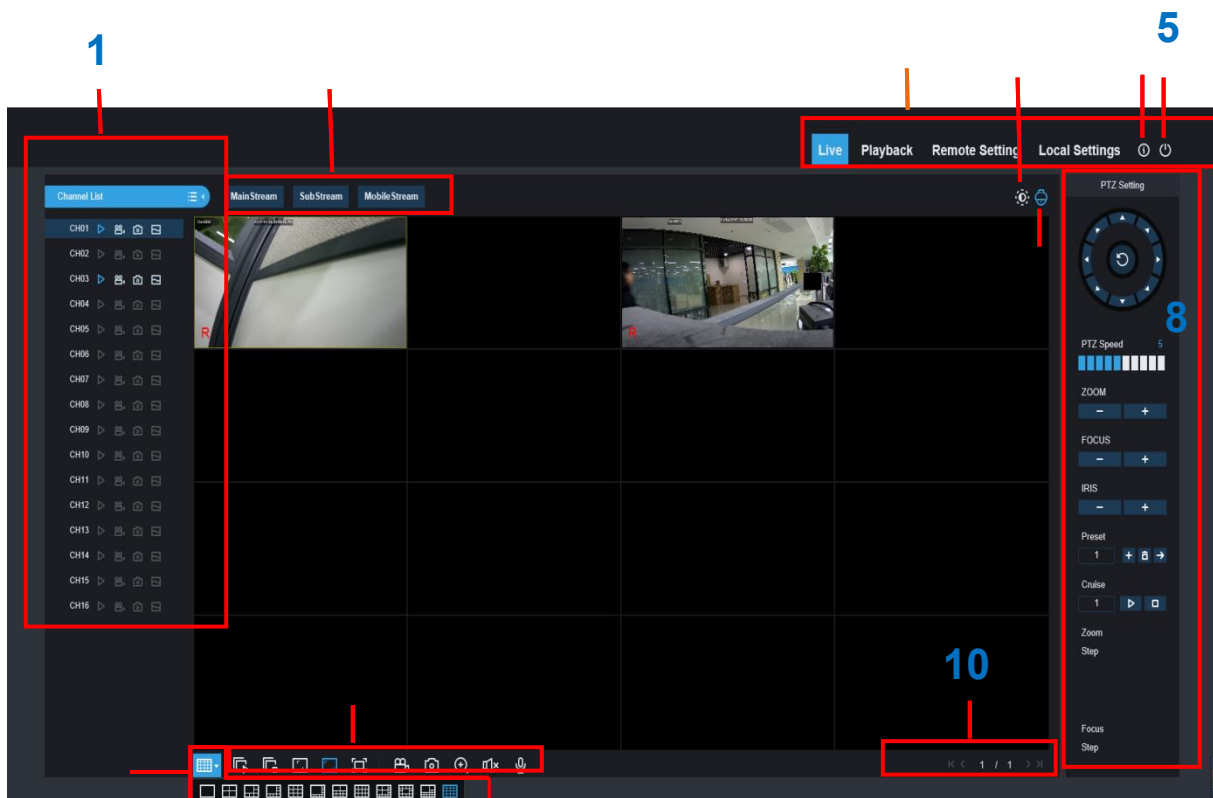 1
5
Live Playback Remote Setting Local Settings
Channel List
MainStream SubStream MobileStream
PTZ Setting
CH01
CH02
CH03
CH04
CH05
CH06
CH07
CH08
CH09
CH10
CH11
CH12
CH13
CH14
CH15
CH16
R
R
8
PTZ Speed 5
ZOOM
- +
FOCUS
- +
IRIS
- +
Preset
1
Cruise
1
Zoom
Step
10
Focus
Step
1 / 1